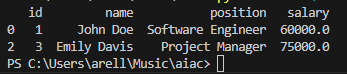 id         name           position   salary
0   1     John Doe  Software Engineer  60000.0
2   3  Emily Davis    Project Manager  75000.0
PS C:\Users\arell\Music\aiac>